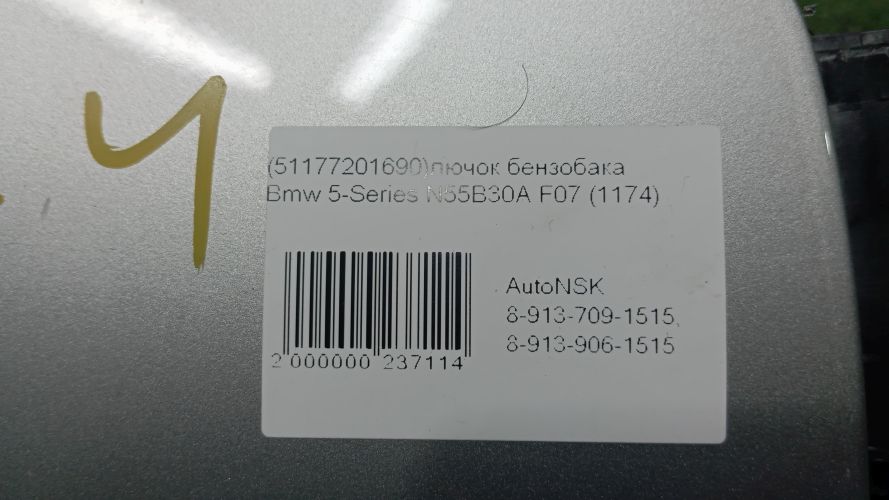 (51177201690)лючок бензобака
Bmw 5-Series N55B30A F07 (1174)
AutoNSK
8-913-709-1515,
8-913-906-1515
2 000000 237114